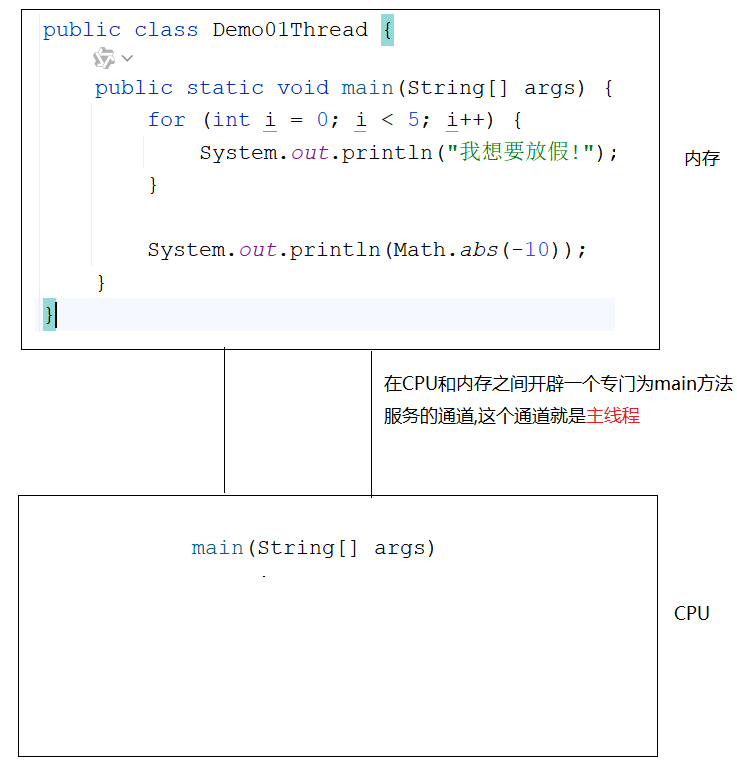 public class Demo01Thread {
public static void main(String[] args) {
for (int i = 0; i < 5; i++) {
System.out.println("我想要放假!");
}
内存
System.out.println(Math.abs(-10));
}
}
在CPU和内存之间开辟一个专门为main方法
服务的通道,这个通道就是主线程
main(String[] args)
CPU